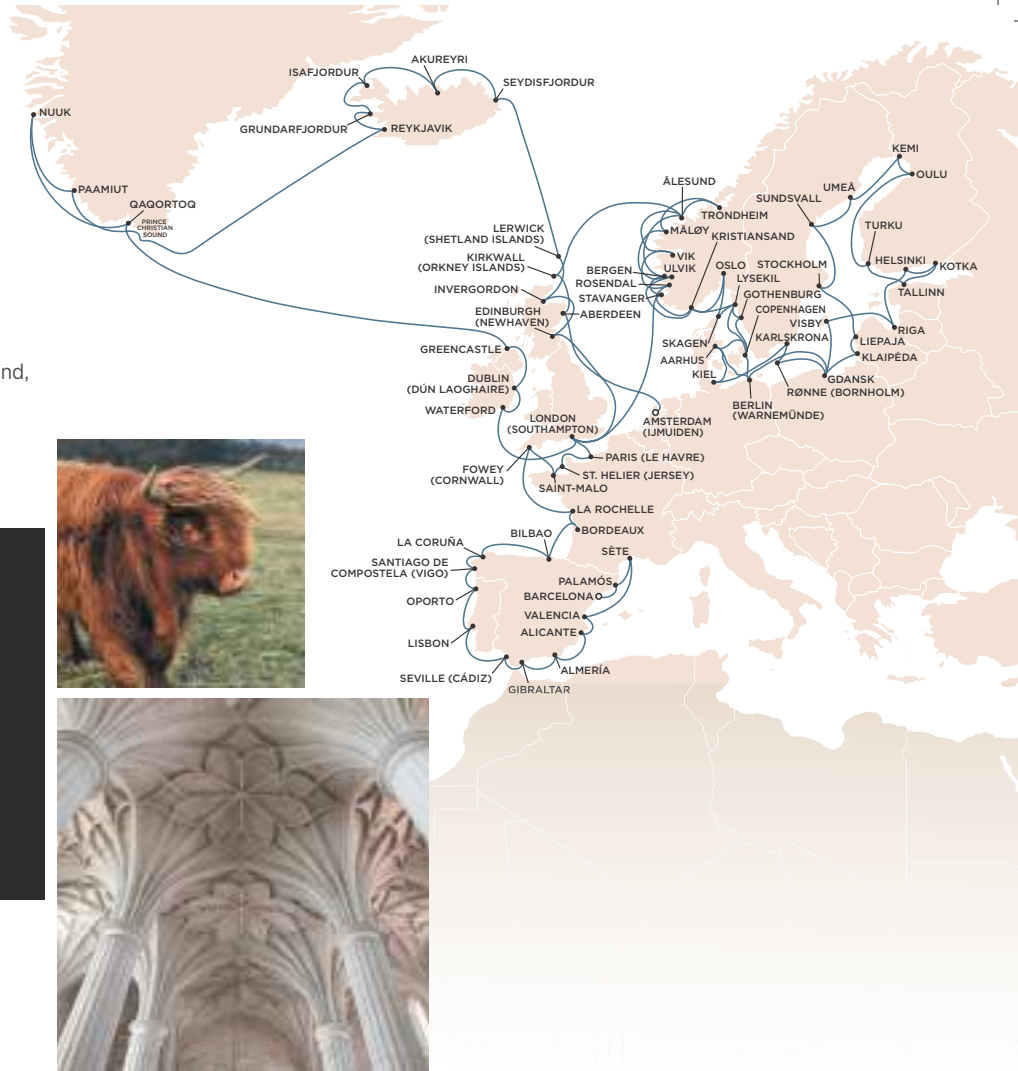 AKUREYRI
ISAFJORDUR
SEYDISFJORDUR
NUUK
GRUNDARFJORDUR
REYKJAVIK
KEMI
OULU
ÅLESUND
UMEÅ
PAAMIUT
SUNDSVALL
QAQORTOQ
TRONDHEIM
PRINCE
CHRISTIAN
SOUND
TURKU
LERWICK
(SHETLAND ISLANDS)
MÅLØY
KRISTIANSAND
KIRKWALL
(ORKNEY ISLANDS)
VIK
BERGEN
ULVIK
OSLO
STOCKHOLM
HELSINKI
KOTKA
LYSEKIL
ROSENDAL
INVERGORDON
STAVANGER
GOTHENBURG
TALLINN
EDINBURGH
(NEWHAVEN)
ABERDEEN
COPENHAGEN
VISBY
RIGA
KARLSKRONA
SKAGEN
LIEPAJA
GREENCASTLE
AARHUS
KLAIPĖDA
nd,
KIEL
GDANSK
DUBLIN
(DÚN LAOGHAIRE)
RØNNE (BORNHOLM)
WATERFORD
BERLIN
(WARNEMÜNDE)
LONDON
(SOUTHAMPTON)
AMSTERDAM
(IJMUIDEN)
PARIS (LE HAVRE)
FOWEY
(CORNWALL)
ST. HELIER (JERSEY)
SAINT-MALO
LA ROCHELLE
BORDEAUX
BILBAO
LA CORUÑA
SÈTE
SANTIAGO DE
COMPOSTELA (VIGO)
PALAMÓS
BARCELONA
OPORTO
VALENCIA
ALICANTE
LISBON
ALMERÍA
SEVILLE (CÁDIZ)
GIBRALTAR